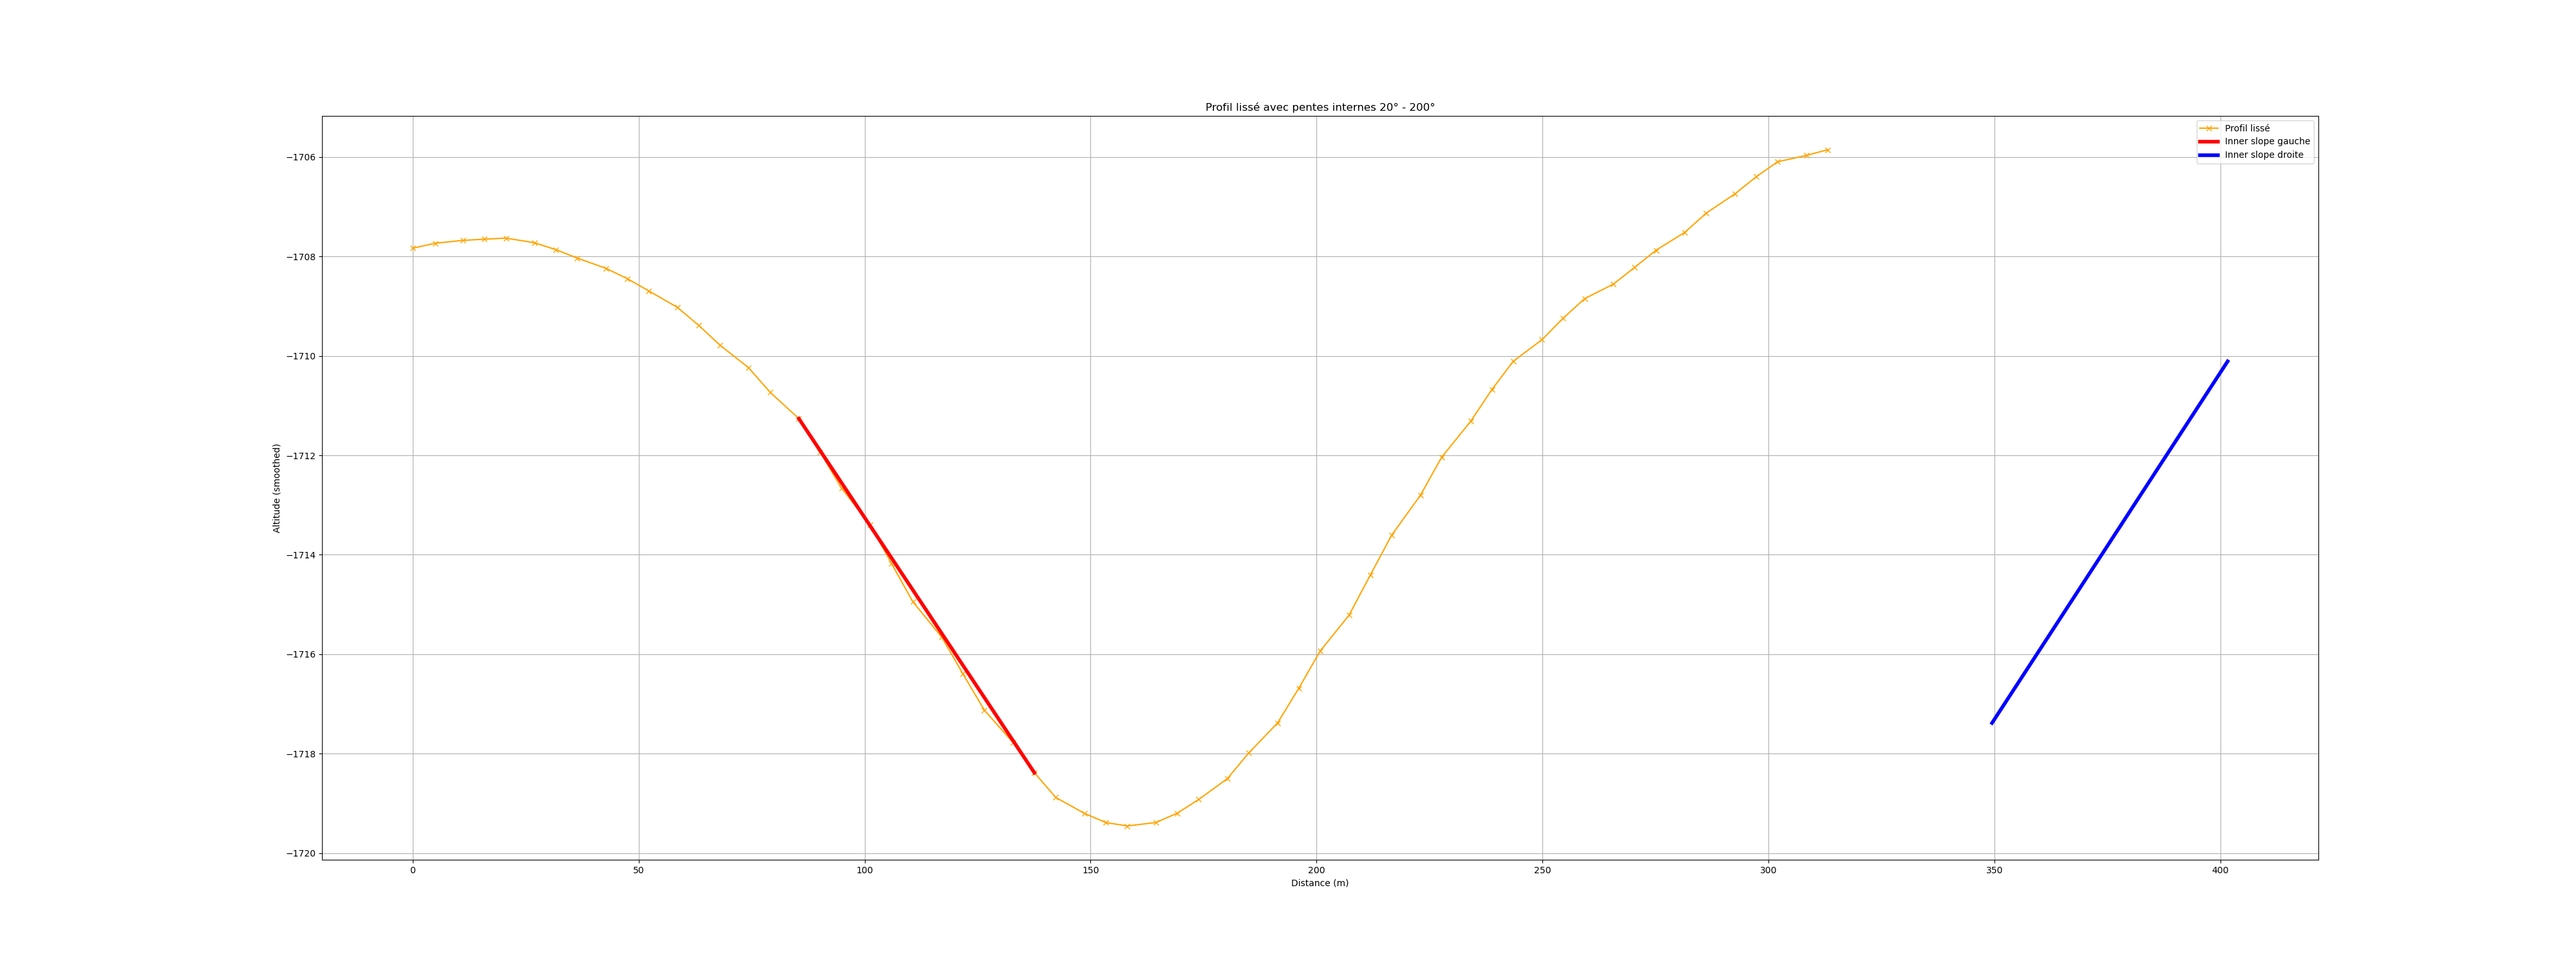 Profil lissé avec pentes internes 20° - 200°
Profil lissé
Inner slope gauche
Inner slope droite
Altitude (smoothed)
−1706
−1708
−1710
−1712
−1714
−1716
−1718
−1720
0 50 100 150 200 250 300 350 400
Distance (m)